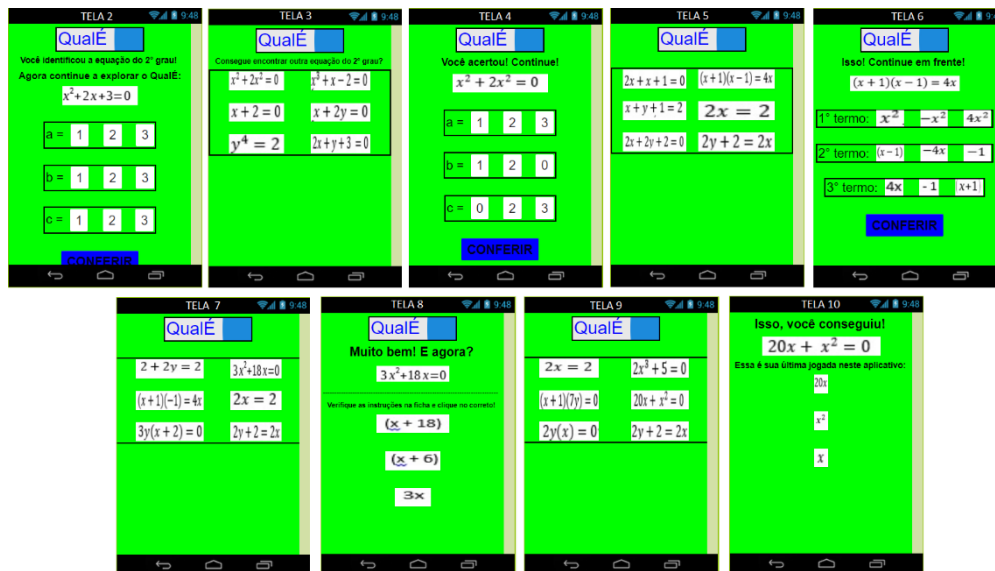 TELA 2
9:48
QualÉ
Você identificou a equação do 2° grau!
Agora continue a explorar o QualÉ:
x²+2x+3=0
a = 1 2 3
b = 1 2 3
c = 1 2 3
CONFERIR
TELA 3
9:48
QualÉ
Consegue encontrar outra equação do 2° grau?
x²+2x²=0 x³+x-2=0
x+2=0 x+2y=0
y⁴ = 2 2x+y+3=0
TELA 4
9:48
QualÉ
Você acertou! Continue!
x² + 2x² = 0
a = 1 2 3
b = 1 2 0
c = 0 2 3
CONFERIR
TELA 5
9:48
QualÉ
2x+x+1=0 (x+1)(x−1)=4x
x+y+1=2 2x = 2
2x+2y+2=0 2y+2=2x
TELA 6
9:4
QualÉ
Isso! Continue em frente!
(x+1)(x−1) = 4x
1° termo: x² −x² 4x²
2° termo: (x−1) −4x −1
3° termo: 4x - 1 (x+1)
CONFERIR
TELA 7
9:48
QualÉ
2 + 2y = 2 3x²+18x=0
(x+1)(−1)=4x 2x = 2
3y(x+2)=0 2y+2=2x
TELA 8
9:48
QualÉ
Muito bem! E agora?
3x²+18x=0
Verifique as instruções na ficha e clique no correto!
(x + 18)
(x + 6)
3x
TELA 9
9:48
QualÉ
2x = 2 2x³+5=0
(x+1)(7y)=0 20x+x²=0
2y(x) = 0 2y+2=2x
TELA 10
9:48
Isso, você conseguiu!
20x + x² = 0
Essa é sua última jogada neste aplicativo:
20x
x²
x